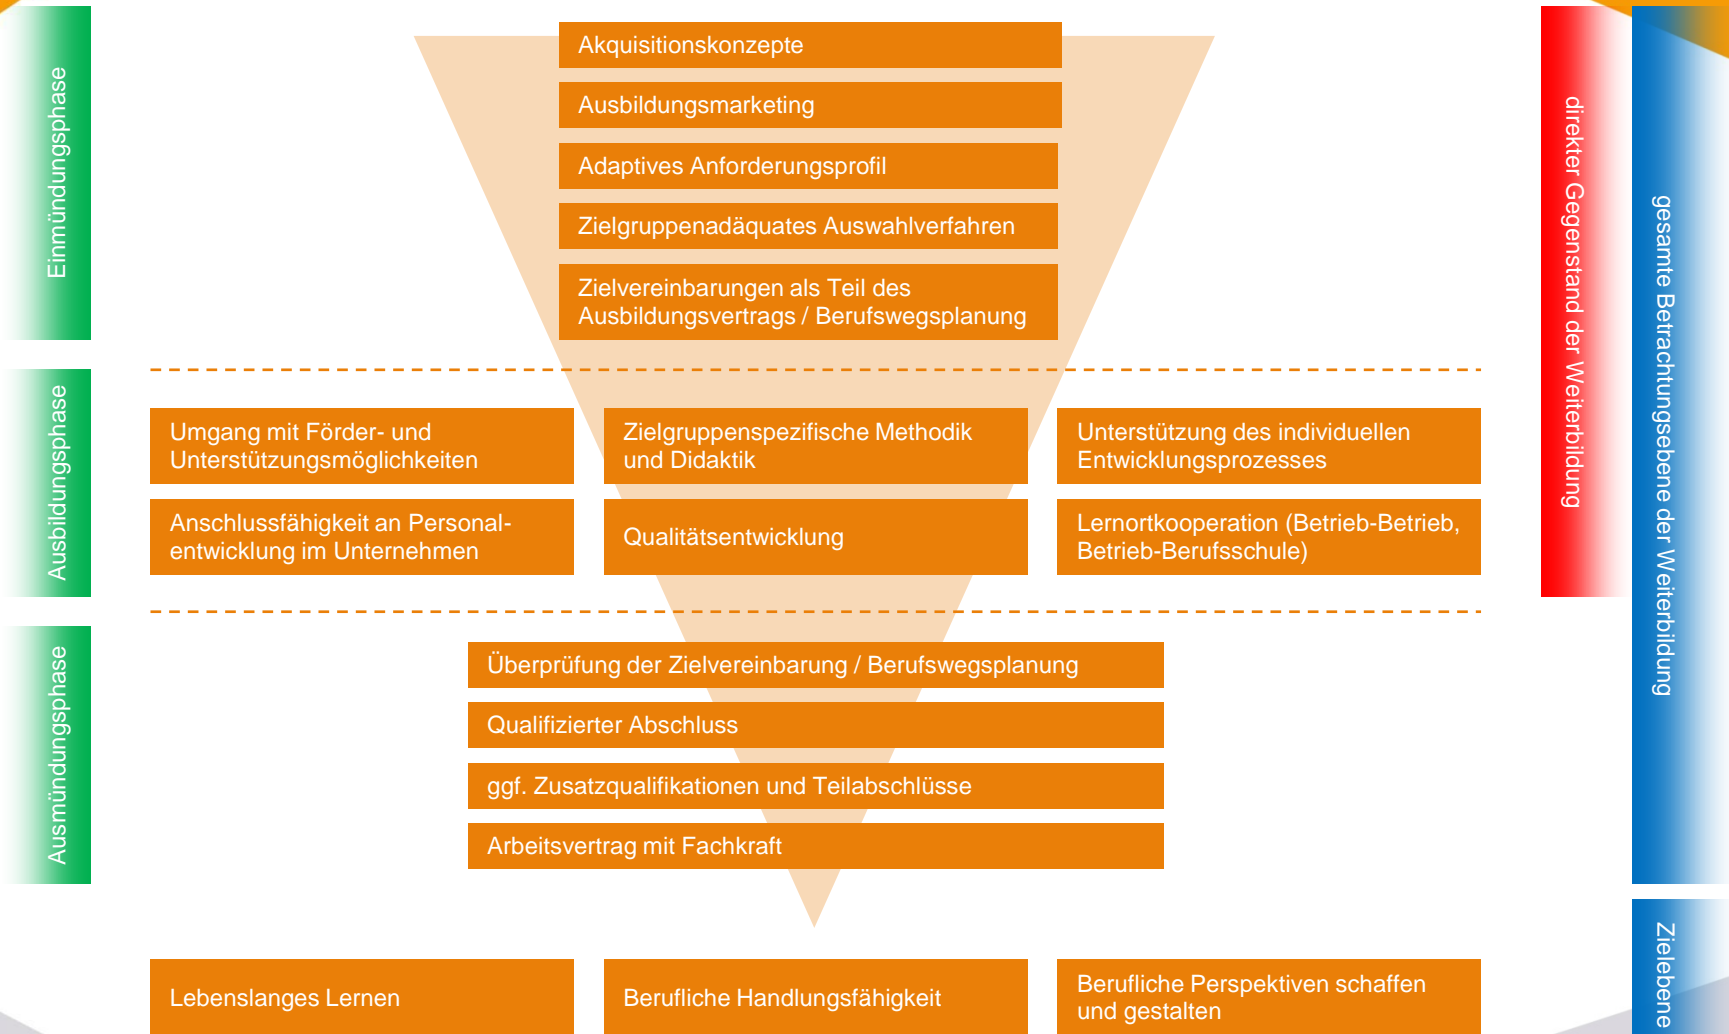 Einmündungsphase
Akquisitionskonzepte
Ausbildungsmarketing
Adaptives Anforderungsprofil
Zielgruppenadäquates Auswahlverfahren
Zielvereinbarungen als Teil des
Ausbildungsvertrags / Berufswegsplanung
Ausbildungsphase
Umgang mit Förder- und
Unterstützungsmöglichkeiten
Zielgruppenspezifische Methodik
und Didaktik
Unterstützung des individuellen
Entwicklungsprozesses
Anschlussfähigkeit an Personal-
entwicklung im Unternehmen
Qualitätsentwicklung
Lernortkooperation (Betrieb-Betrieb,
Betrieb-Berufsschule)
Ausmündungsphase
Überprüfung der Zielvereinbarung / Berufswegsplanung
Qualifizierter Abschluss
ggf. Zusatzqualifikationen und Teilabschlüsse
Arbeitsvertrag mit Fachkraft
Lebenslanges Lernen
Berufliche Handlungsfähigkeit
Berufliche Perspektiven schaffen
und gestalten
direkter Gegenstand der Weiterbildung
gesamte Betrachtungsebene der Weiterbildung
Zielebene